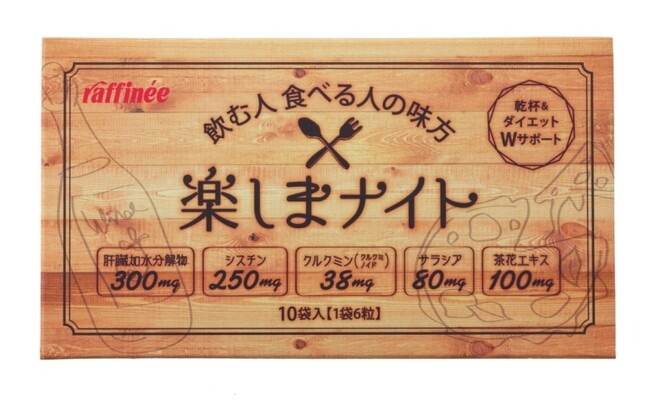 raffinée
飲む人 食べる人の味方
乾杯&
ダイエット
Wサポート
楽しまナイト
Wine
肝臓加水分解物
300mg
シスチン
250mg
クルクミン(クルクミノイド)
38mg
サラシア
80mg
茶花エキス
100mg
10袋入【1袋6粒】